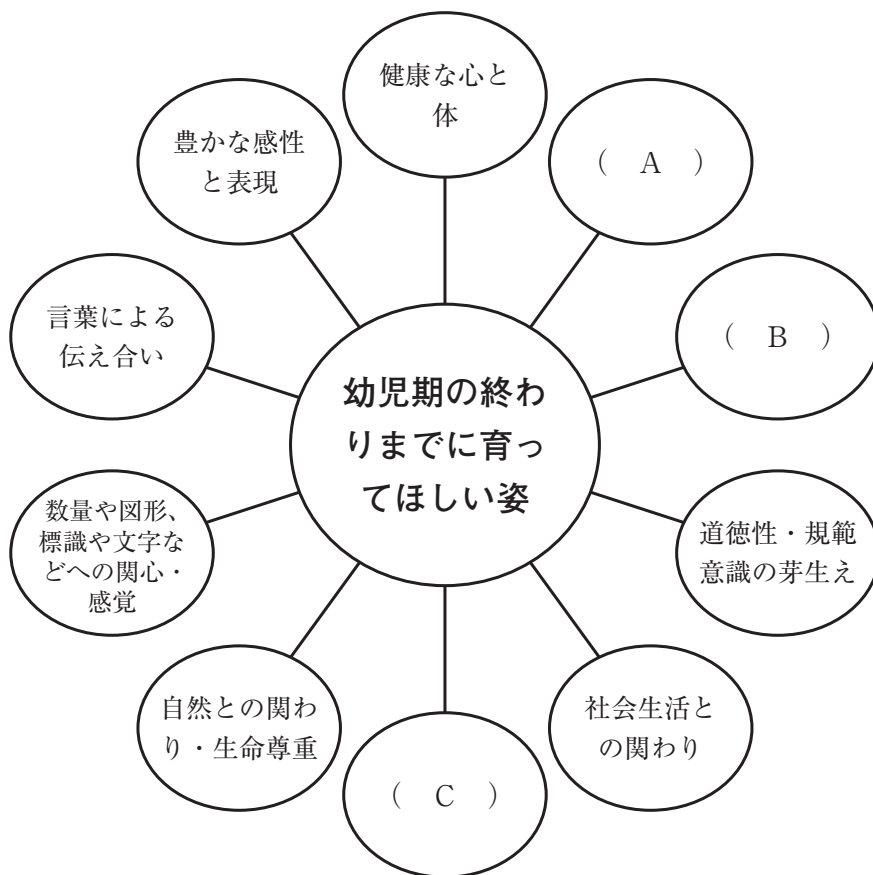 健康な心と
体
（　A　）
（　B　）
道徳性・規範
意識の芽生え
社会生活と
の関わり
（　C　）
自然との関わ
り・生命尊重
数量や図形、
標識や文字な
どへの関心・
感覚
言葉による
伝え合い
豊かな感性
と表現
幼児期の終わ
りまでに育っ
てほしい姿